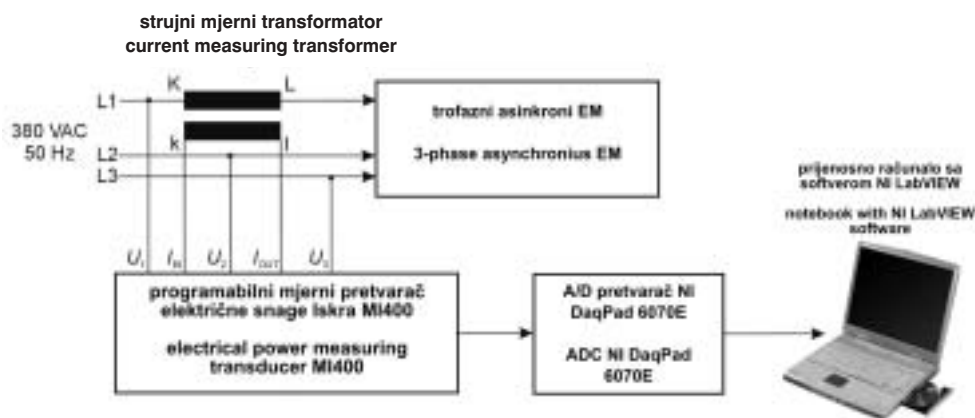 strujni mjerni transformator
current measuring transformer
K L
L1
k l
380 VAC
50 Hz
L2
L3
trofazni asinkroni EM
3-phase asynchronius EM
prijenosno računalo sa
softverom NI LabVIEW
notebook with NI LabVIEW
software
U1 IIN U2 IOUT U3
programabilni mjerni pretvarač
električne snage Iskra MI400
electrical power measuring
transducer MI400
A/D pretvarač NI
DaqPad 6070E
ADC NI DaqPad
6070E